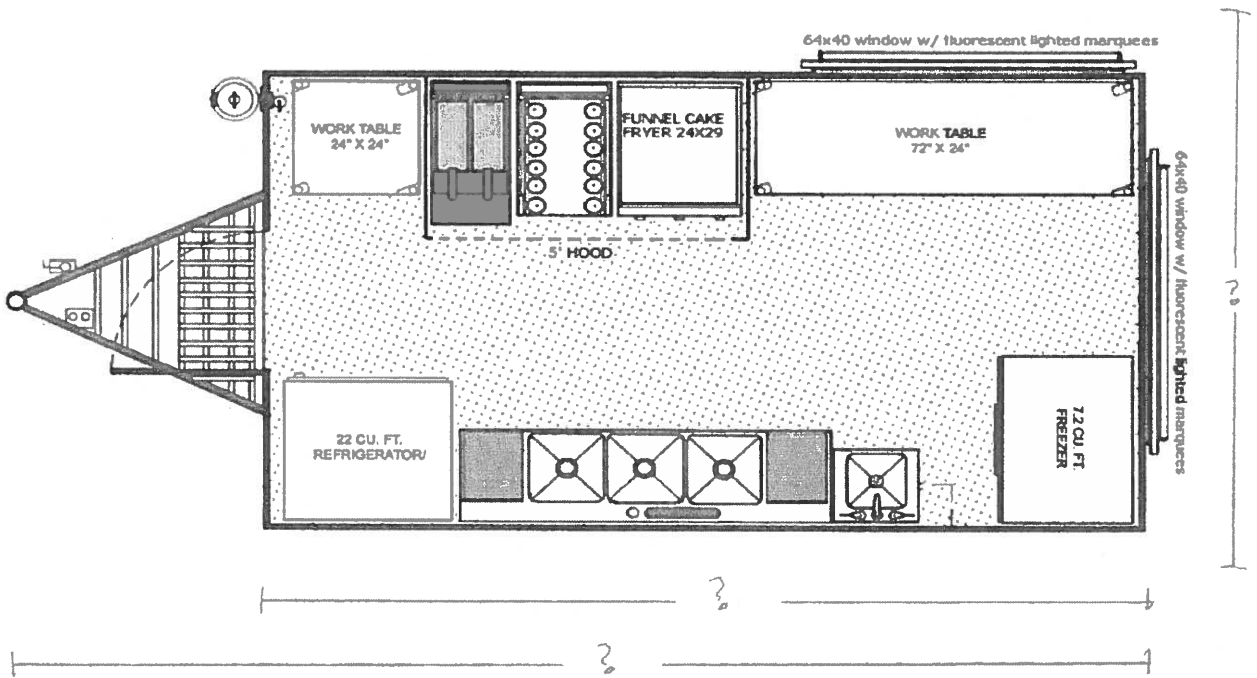 64x40 window w/ fluorescent lighted marquees
WORK TABLE
24" X 24"
FUNNEL CAKE
FRYER 24X29
WORK TABLE
72" X 24"
5' HOOD
64x40 window w/ fluorescent lighted marquees
22 CU. FT.
REFRIGERATOR/
7.2 CU. FT.
FREEZER
?
?
?